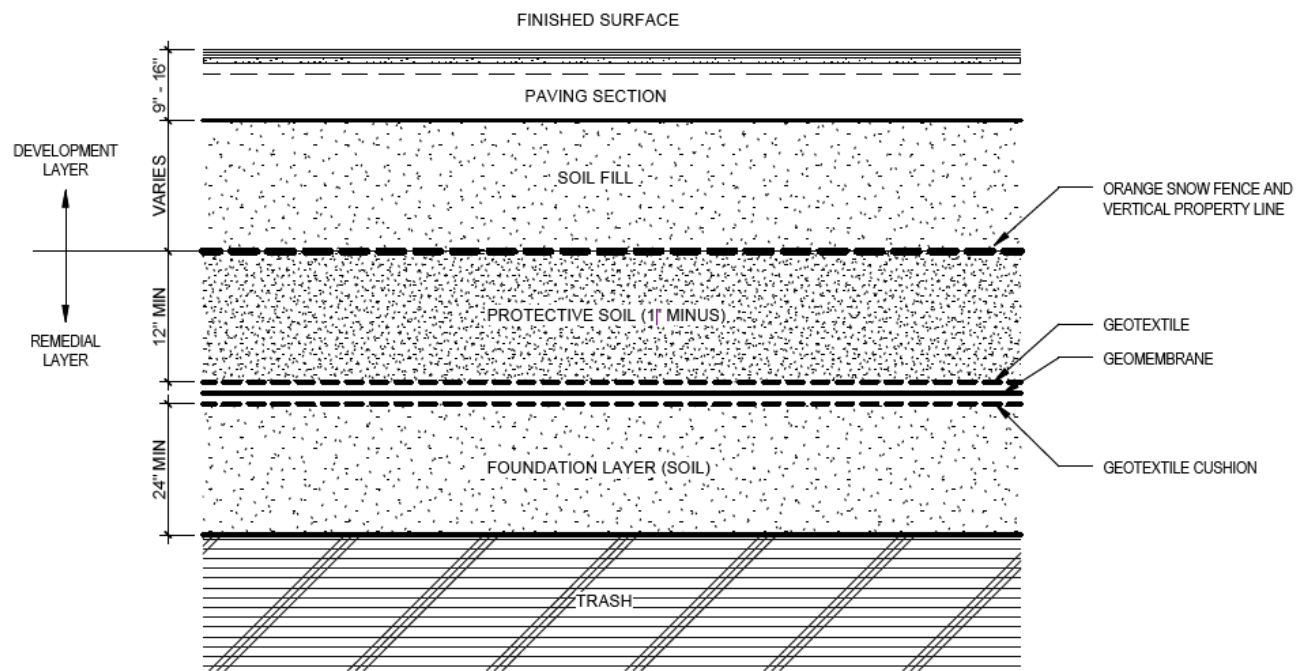 FINISHED SURFACE
9" - 16"
PAVING SECTION
DEVELOPMENT
LAYER
VARIES
SOIL FILL
ORANGE SNOW FENCE AND
VERTICAL PROPERTY LINE
12" MIN
PROTECTIVE SOIL (1" MINUS)
REMEDIAL
LAYER
GEOTEXTILE
GEOMEMBRANE
24" MIN
FOUNDATION LAYER (SOIL)
GEOTEXTILE CUSHION
TRASH